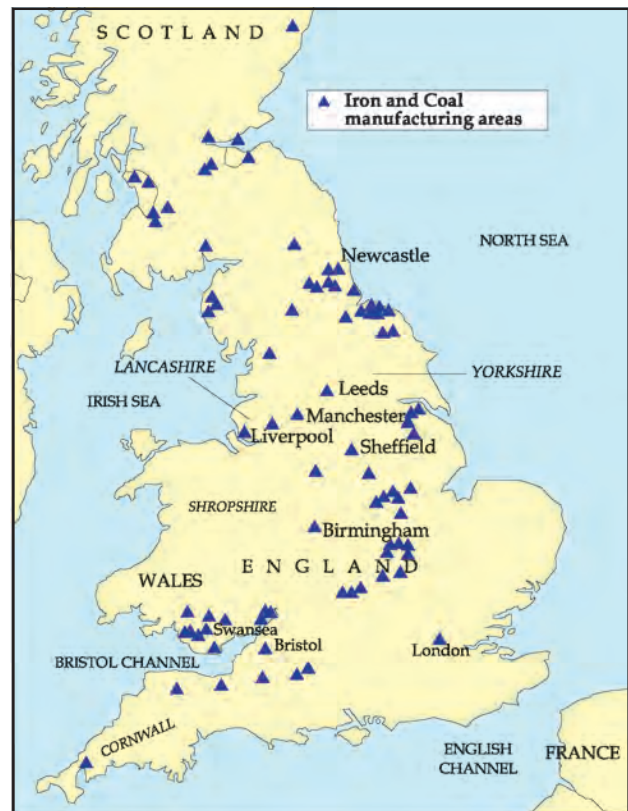 SCOTLAND
Iron and Coal
manufacturing areas
Newcastle
NORTH SEA
LANCASHIRE
YORKSHIRE
IRISH SEA
Leeds
Manchester
Liverpool
Sheffield
SHROPSHIRE
Birmingham
ENGLAND
WALES
Swansea
Bristol
London
BRISTOL CHANNEL
CORNWALL
ENGLISH
CHANNEL
FRANCE